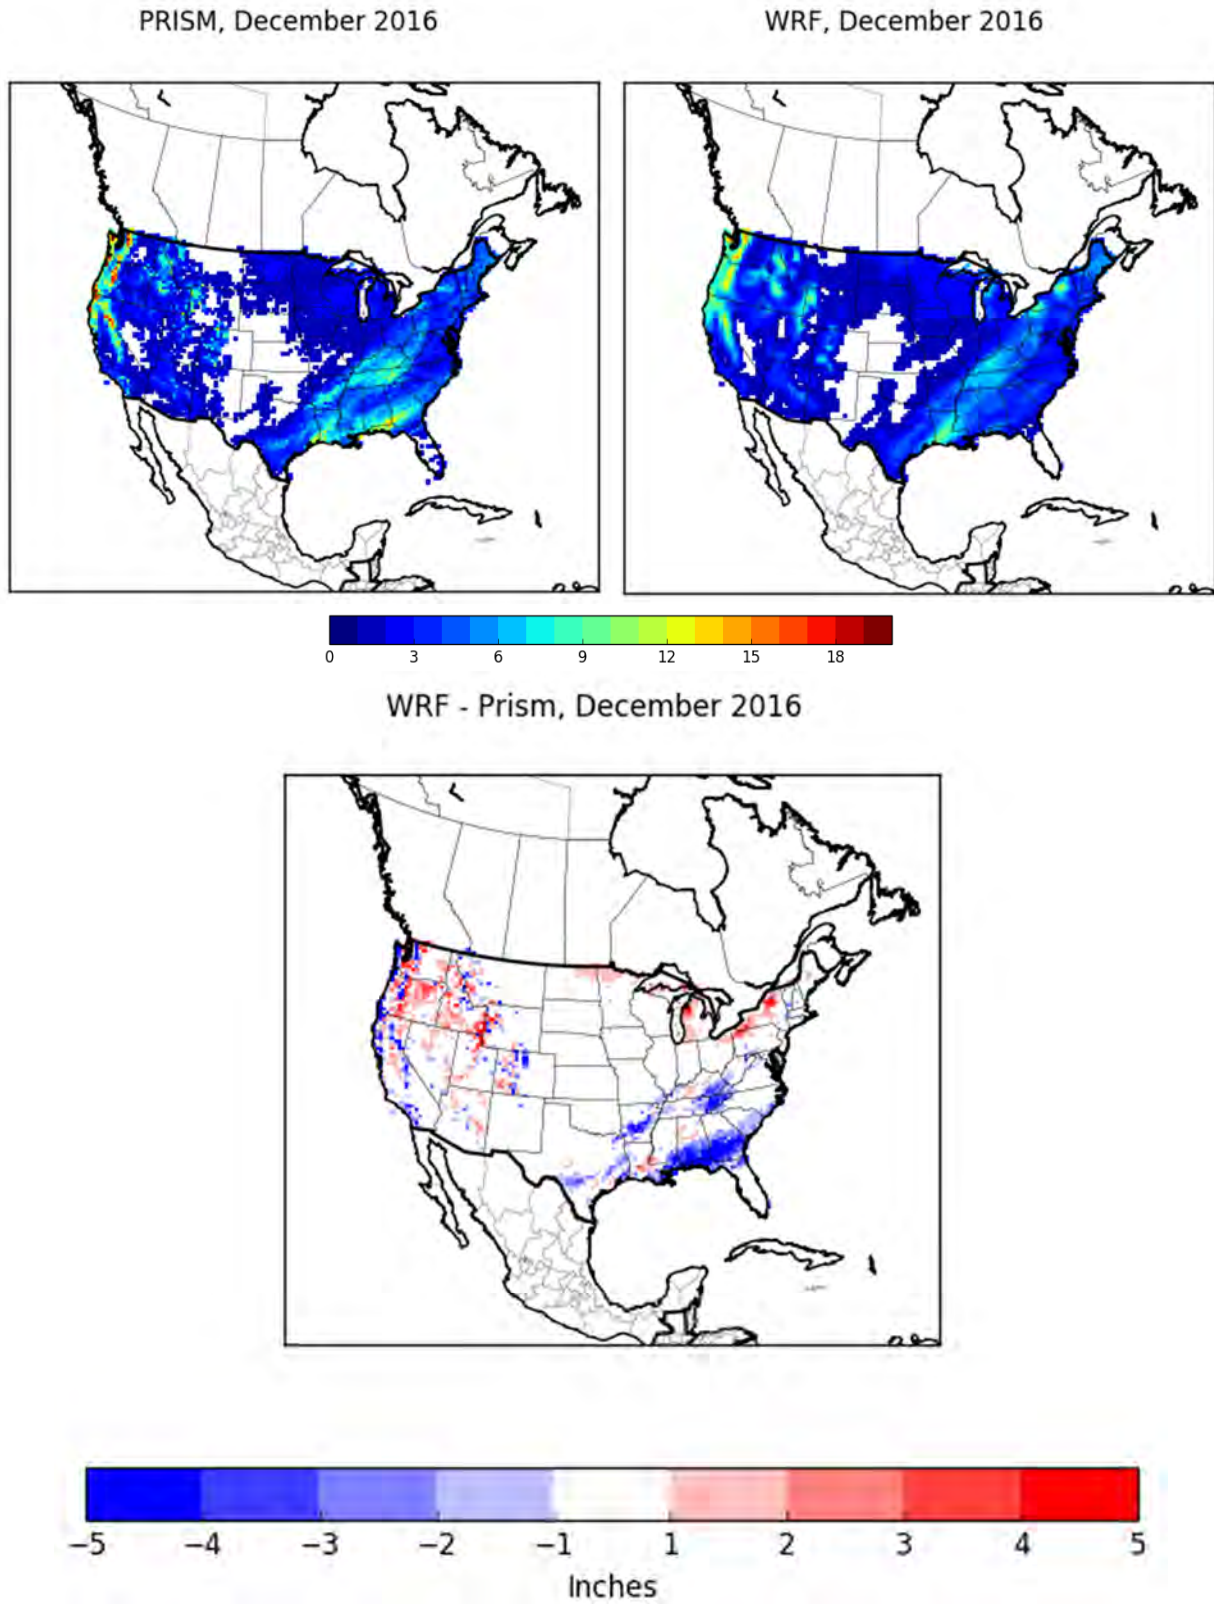 PRISM, December 2016
WRF, December 2016
0 3 6 9 12 15 18
WRF - Prism, December 2016
−5 −4 −3 −2 −1 1 2 3 4 5
Inches